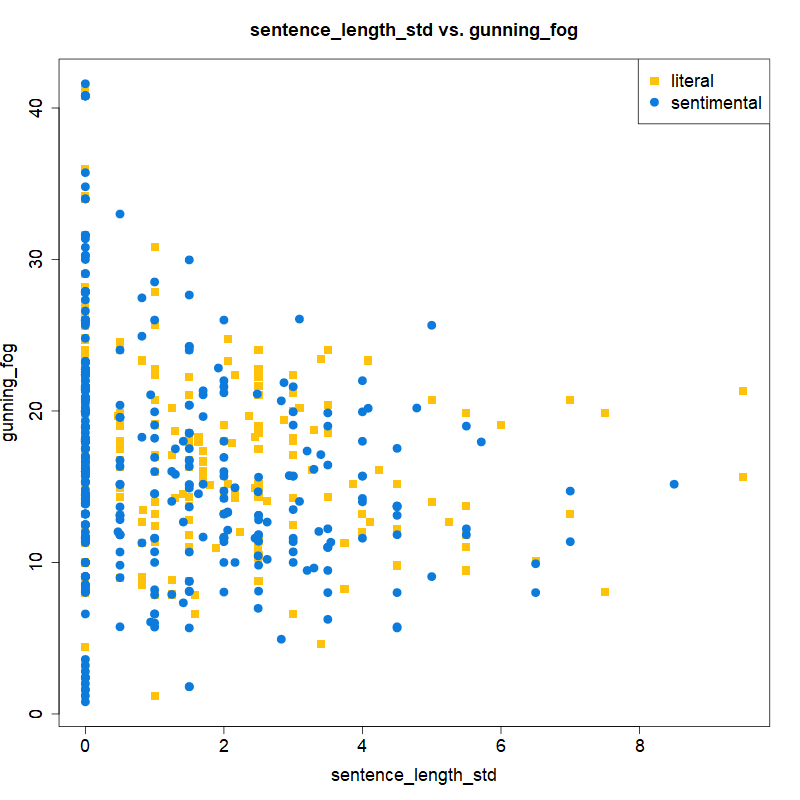 sentence_length_std vs. gunning_fog
literal
sentimental
40
30
20
10
0
gunning_fog
0 2 4 6 8
sentence_length_std